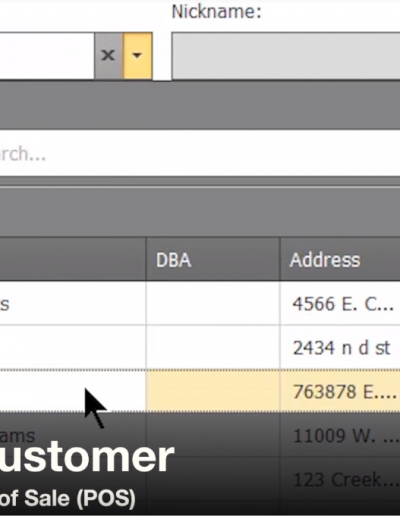 Nickname:
x
rch...
DBA
Address
s
4566 E. C...
2434 n d st
763878 E....
ams
11009 W. ...
ustomer
123 Creek...
of Sale (POS)